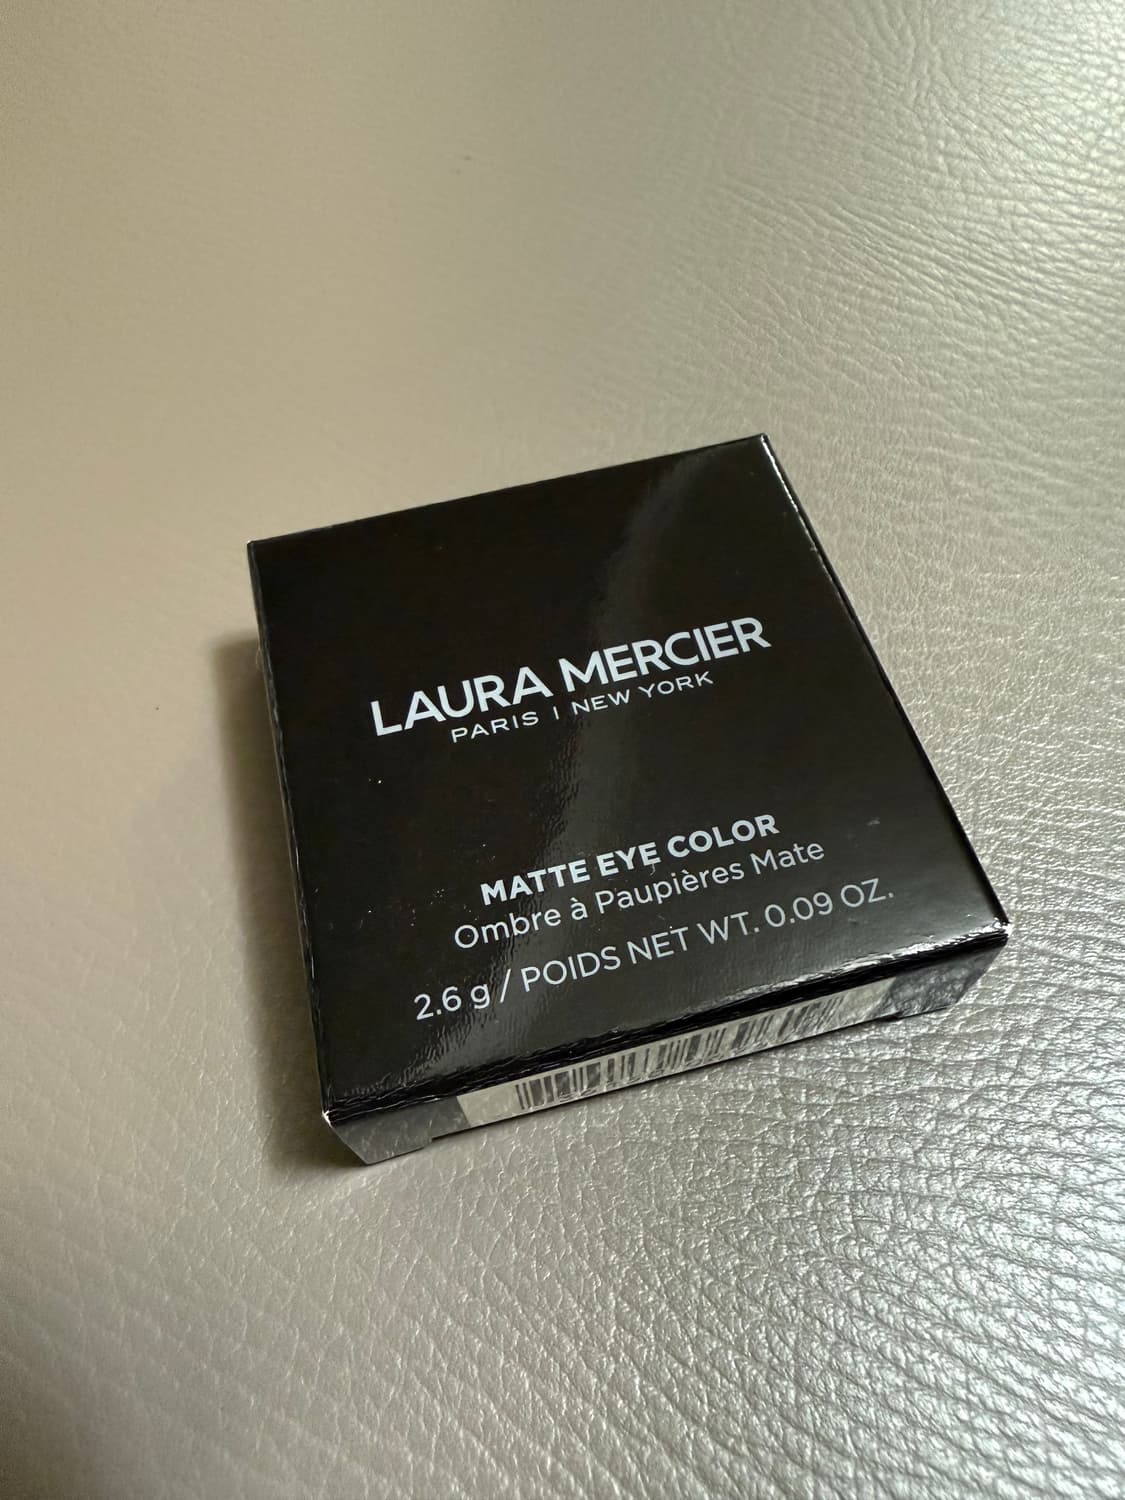 LAURA MERCIER
PARIS | NEW YORK
MATTE EYE COLOR
Ombre à Paupières Mate
2.6 g / POIDS NET WT. 0.09 OZ.